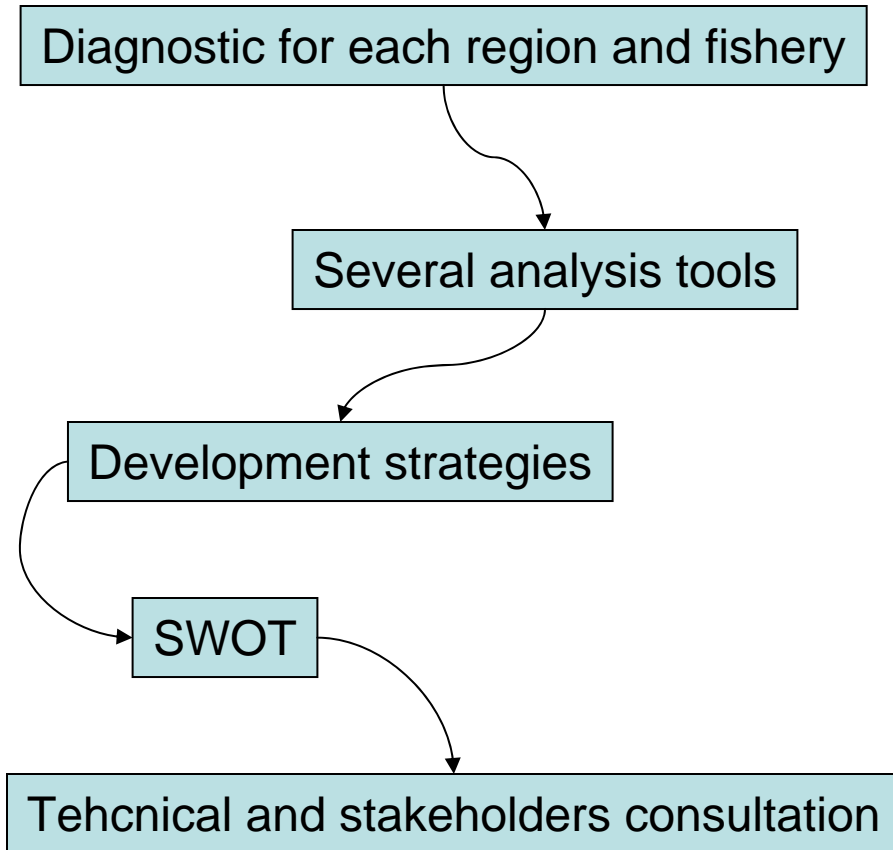 Diagnostic for each region and fishery
Several analysis tools
Development strategies
SWOT
Tehcnical and stakeholders consultation